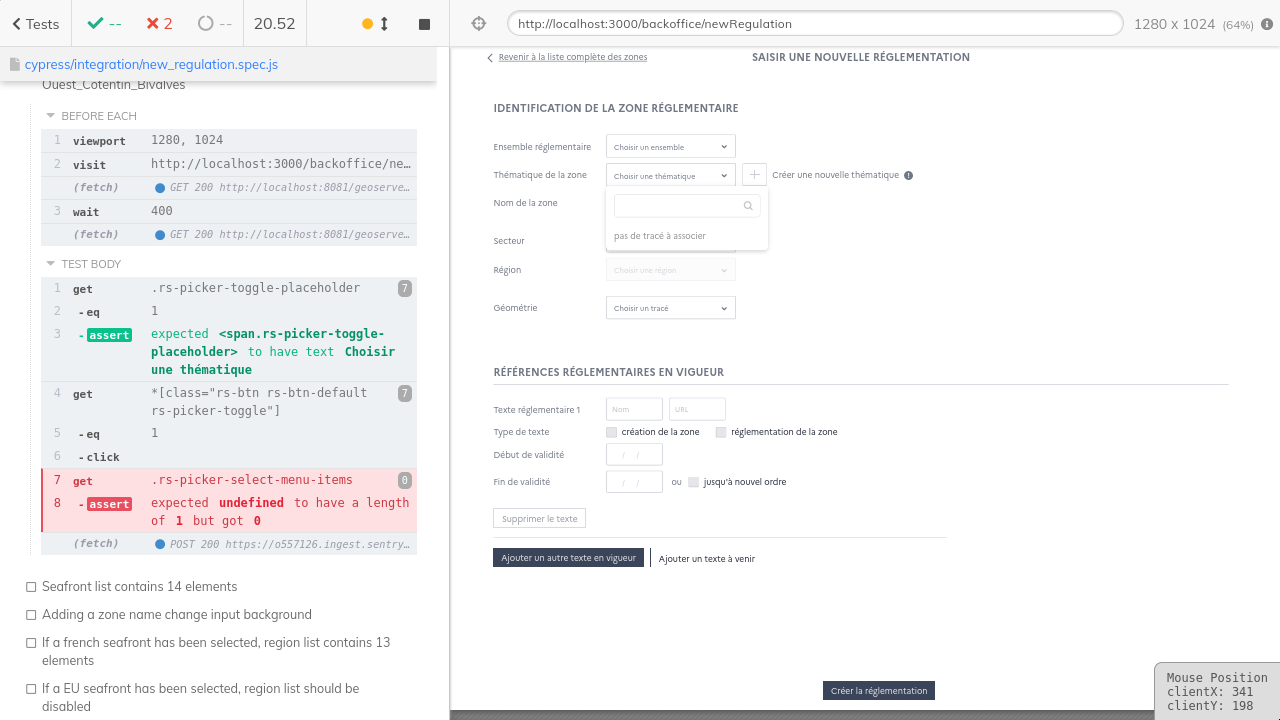 Tests
--
2
--
20.52
http://localhost:3000/backoffice/newRegulation
1280 x 1024 (64%)
cypress/integration/new_regulation.spec.js
Ouest_Cotentin_Bivalves
BEFORE EACH
1 viewport 1280, 1024
2 visit http://localhost:3000/backoffice/ne…
(fetch) GET 200 http://localhost:8081/geoserve…
3 wait 400
(fetch) GET 200 http://localhost:8081/geoserve…
TEST BODY
1 get .rs-picker-toggle-placeholder 7
2 -eq 1
3 -assert expected <span.rs-picker-toggle-
placeholder> to have text Choisir
une thématique
4 get *[class="rs-btn rs-btn-default 7
rs-picker-toggle"]
5 -eq 1
6 -click
7 get .rs-picker-select-menu-items 0
8 -assert expected undefined to have a length
of 1 but got 0
(fetch) POST 200 https://o557126.ingest.sentry…
Seafront list contains 14 elements
Adding a zone name change input background
If a french seafront has been selected, region list contains 13
elements
If a EU seafront has been selected, region list should be
disabled
Revenir à la liste complète des zones
SAISIR UNE NOUVELLE RÉGLEMENTATION
IDENTIFICATION DE LA ZONE RÉGLEMENTAIRE
Ensemble réglementaire Choisir un ensemble
Thématique de la zone Choisir une thématique Créer une nouvelle thématique
Nom de la zone
pas de tracé à associer
Secteur
Région Choisir une région
Géométrie Choisir un tracé
RÉFÉRENCES RÉGLEMENTAIRES EN VIGUEUR
Texte réglementaire 1 Nom URL
Type de texte création de la zone réglementation de la zone
Début de validité / /
Fin de validité / / ou jusqu'à nouvel ordre
Supprimer le texte
Ajouter un autre texte en vigueur Ajouter un texte à venir
Créer la réglementation
Mouse Position
clientX: 341
clientY: 198